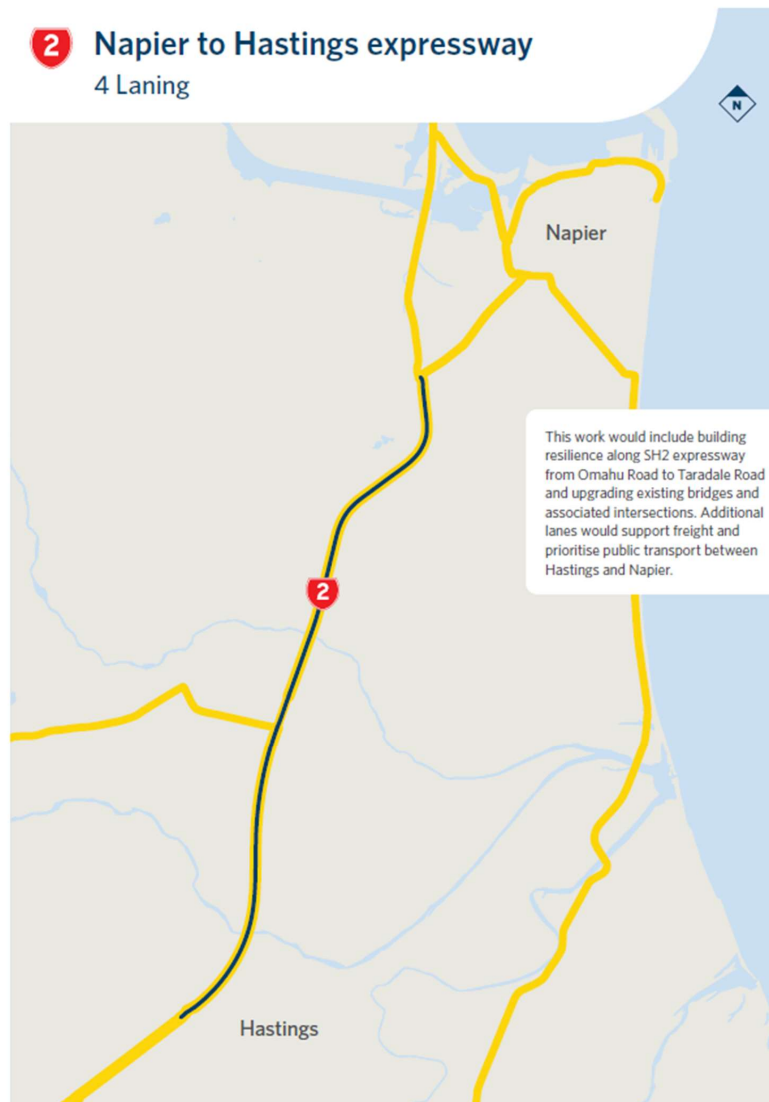 2 Napier to Hastings expressway
4 Laning
N
Napier
This work would include building
resilience along SH2 expressway
from Omahu Road to Taradale Road
and upgrading existing bridges and
associated intersections. Additional
lanes would support freight and
prioritise public transport between
Hastings and Napier.
2
Hastings